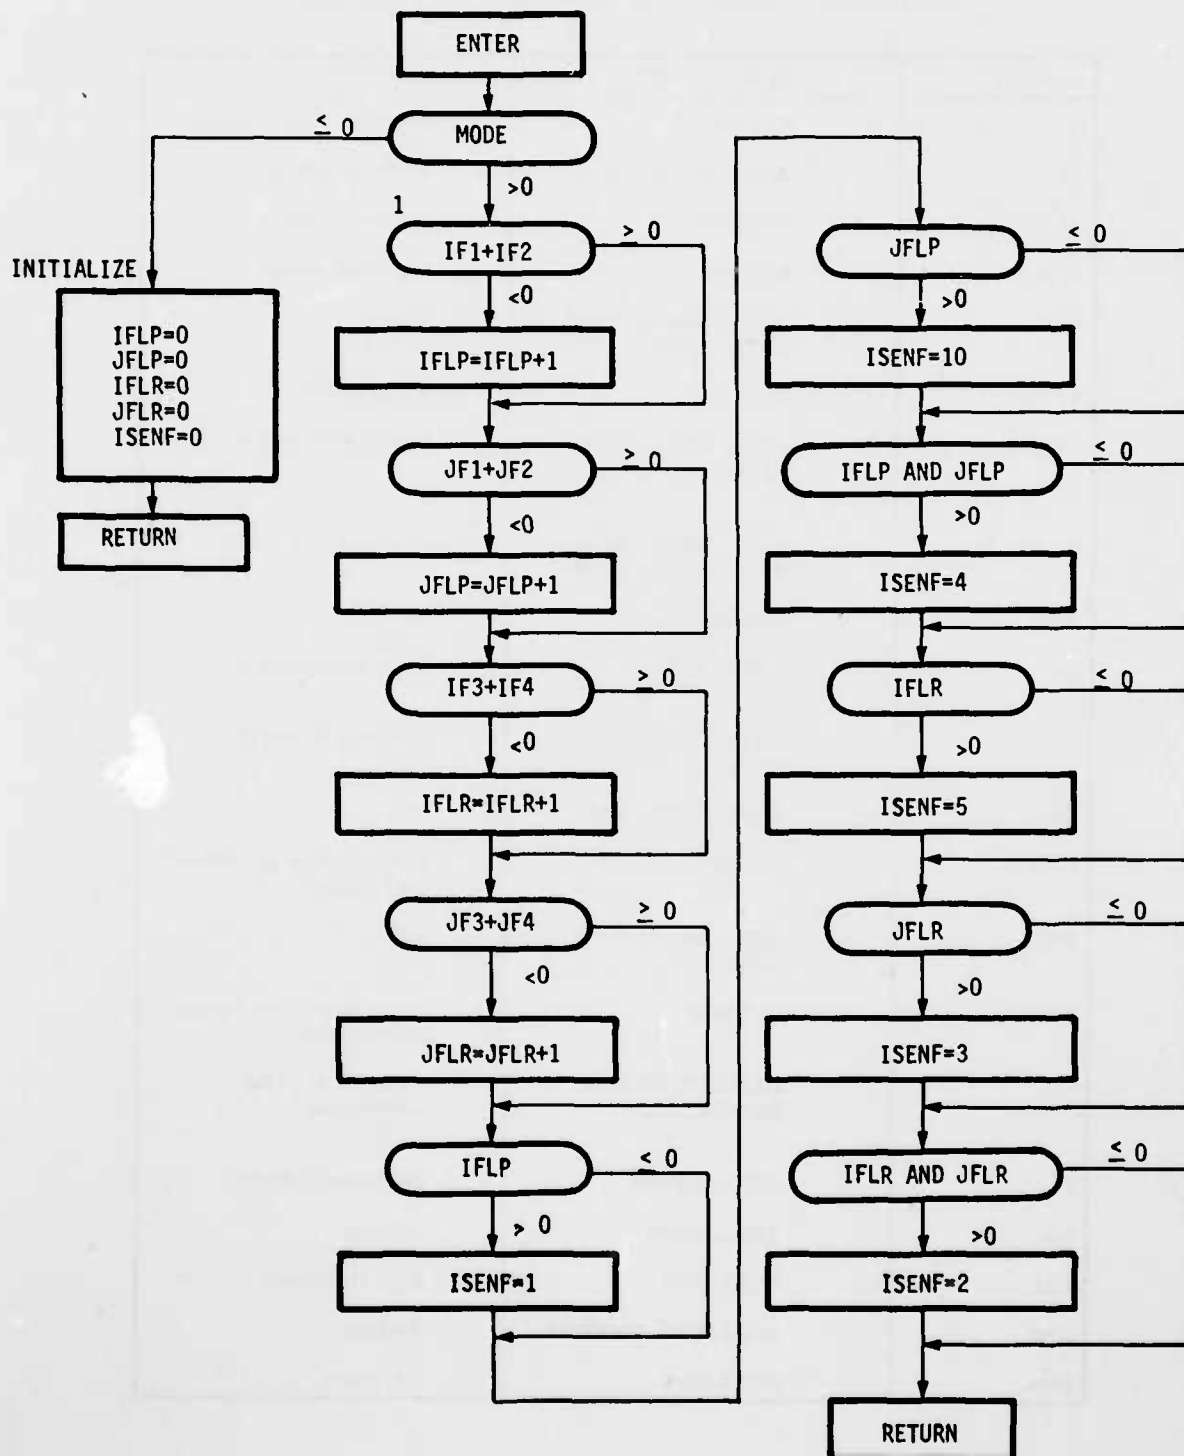 ENTER
≤ 0
MODE
>0
1
IF1+IF2
≥ 0
<0
IFLP=IFLP+1
INITIALIZE
IFLP=0
JFLP=0
IFLR=0
JFLR=0
ISENF=0
RETURN
JF1+JF2
≥ 0
<0
JFLP=JFLP+1
IF3+IF4
≥ 0
<0
IFLR=IFLR+1
JF3+JF4
≥ 0
<0
JFLR=JFLR+1
IFLP
≤ 0
> 0
ISENF=1
JFLP
≤ 0
>0
ISENF=10
IFLP AND JFLP
≤ 0
>0
ISENF=4
IFLR
≤ 0
>0
ISENF=5
JFLR
≤ 0
>0
ISENF=3
IFLR AND JFLR
≤ 0
>0
ISENF=2
RETURN